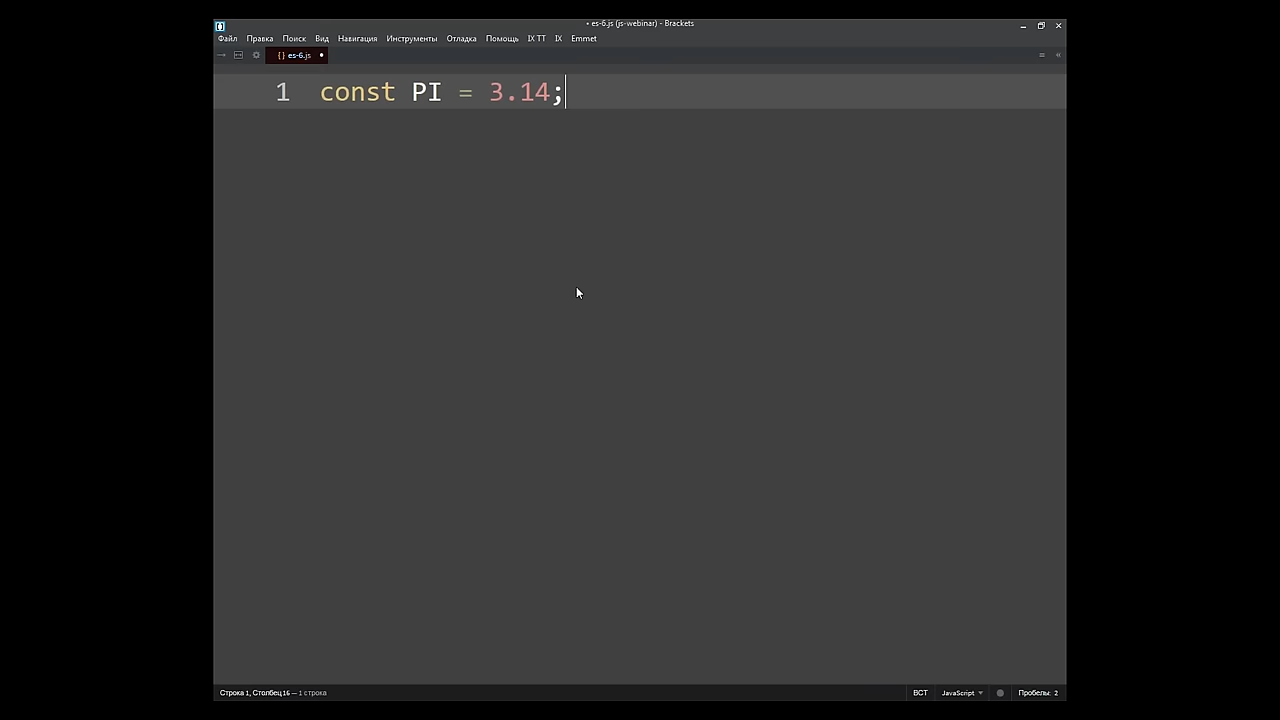 • es-6.js (js-webinar) - Brackets
Файл Правка Поиск Вид Навигация Инструменты Отладка Помощь IX TT IX Emmet
{ } es-6.js •
1 const PI = 3.14;
Строка 1, Столбец 16 — 1 строка ВСТ JavaScript Пробелы: 2